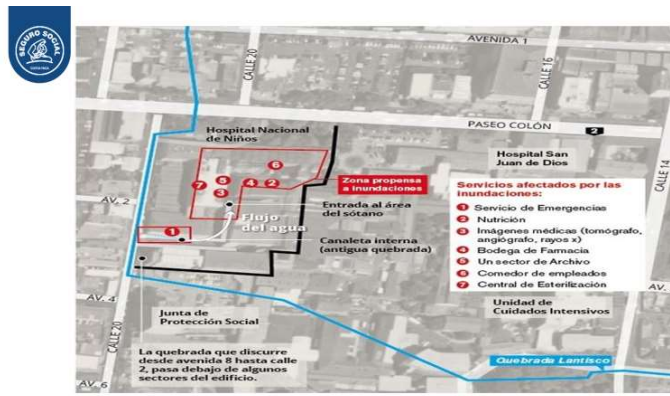 SEGURO SOCIAL
AVENIDA 1
CALLE 20
CALLE 16
PASEO COLÓN
2
Hospital Nacional
de Niños
Hospital San
Juan de Dios
CALLE 14
Zona propensa
a inundaciones
Servicios afectados por las
inundaciones:
1 Servicio de Emergencias
2 Nutrición
3 Imágenes médicas (tomógrafo,
angiógrafo, rayos x)
4 Bodega de Farmacia
5 Un sector de Archivo
6 Comedor de empleados
7 Central de Esterilización
6
5
7
4
2
3
1
AV. 2
Entrada al área
del sótano
Flujo
del agua
Canaleta interna
(antigua quebrada)
AV. 4
AV.
CALLE 20
Junta de
Protección Social
Unidad de
Cuidados Intensivos
La quebrada que discurre
desde avenida 8 hasta calle
2, pasa debajo de algunos
sectores del edificio.
Quebrada Lantisco
AV. 6